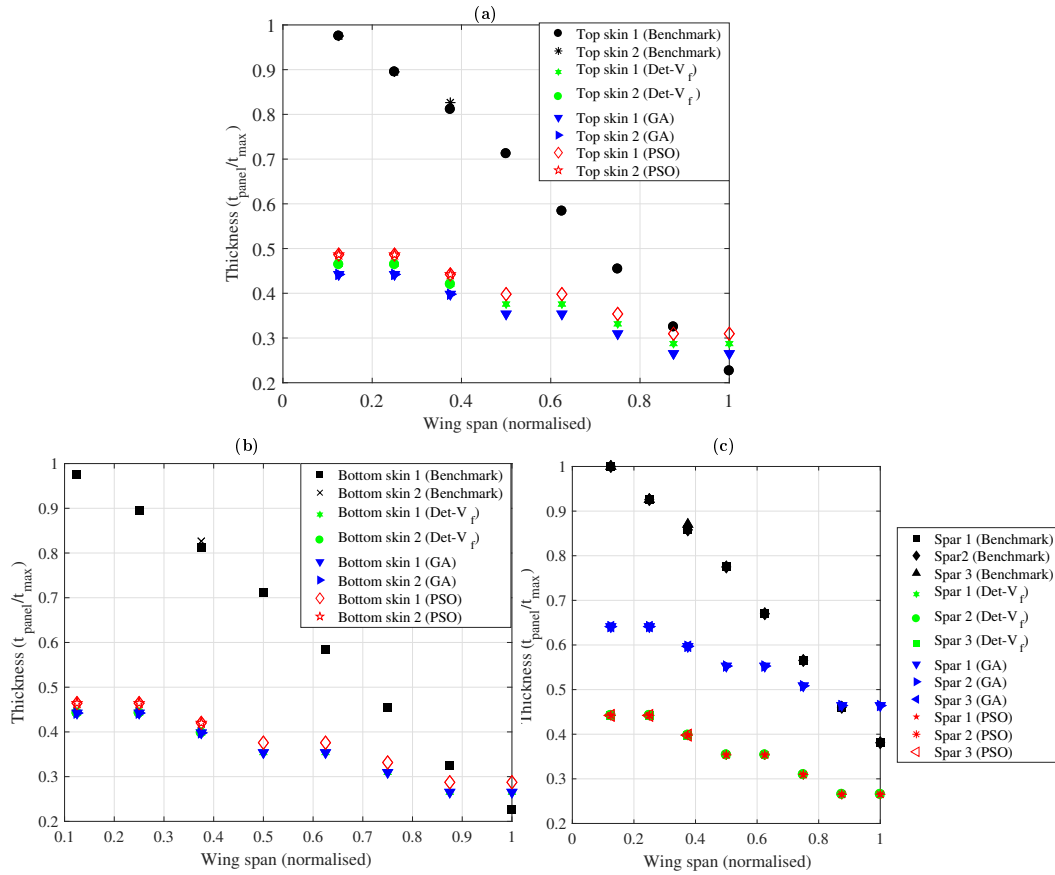 (a)
1
0.9
0.8
0.7
0.6
0.5
0.4
0.3
0.2
Thickness (t_panel/t_max)
0
0.2
0.4
0.6
0.8
1
Wing span (normalised)
Top skin 1 (Benchmark)
Top skin 2 (Benchmark)
Top skin 1 (Det-V_f)
Top skin 2 (Det-V_f)
Top skin 1 (GA)
Top skin 2 (GA)
Top skin 1 (PSO)
Top skin 2 (PSO)
(b)
1
0.9
0.8
0.7
0.6
0.5
0.4
0.3
0.2
Thickness (t_panel/t_max)
0.1
0.2
0.3
0.4
0.5
0.6
0.7
0.8
0.9
1
Wing span (normalised)
Bottom skin 1 (Benchmark)
Bottom skin 2 (Benchmark)
Bottom skin 1 (Det-V_f)
Bottom skin 2 (Det-V_f)
Bottom skin 1 (GA)
Bottom skin 2 (GA)
Bottom skin 1 (PSO)
Bottom skin 2 (PSO)
(c)
1
0.9
0.8
0.7
0.6
0.5
0.4
0.3
0.2
Thickness (t_panel/t_max)
0
0.2
0.4
0.6
0.8
1
Wing span (normalised)
Spar 1 (Benchmark)
Spar2 (Benchmark)
Spar 3 (Benchmark)
Spar 1 (Det-V_f)
Spar 2 (Det-V_f)
Spar 3 (Det-V_f)
Spar 1 (GA)
Spar 2 (GA)
Spar 3 (GA)
Spar 1 (PSO)
Spar 2 (PSO)
Spar 3 (PSO)